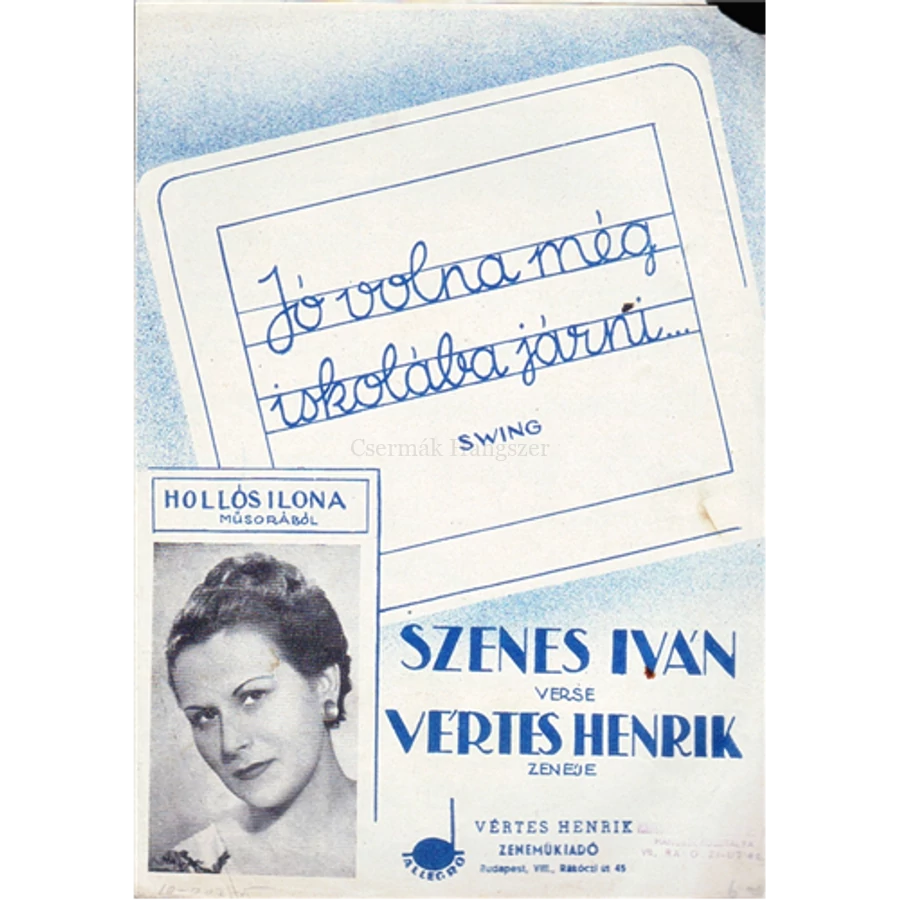 Jó volna még
iskolába járni...
SWING
Csermák Hangszer
HOLLÓS ILONA
MŰSORÁBÓL
SZENES IVÁN
VERSE
VÉRTES HENRIK
ZENÉJE
VÉRTES HENRIK
ZENEMŰKIADÓ
Budapest, VIII., Rákóczi út 45
ALLEGRO